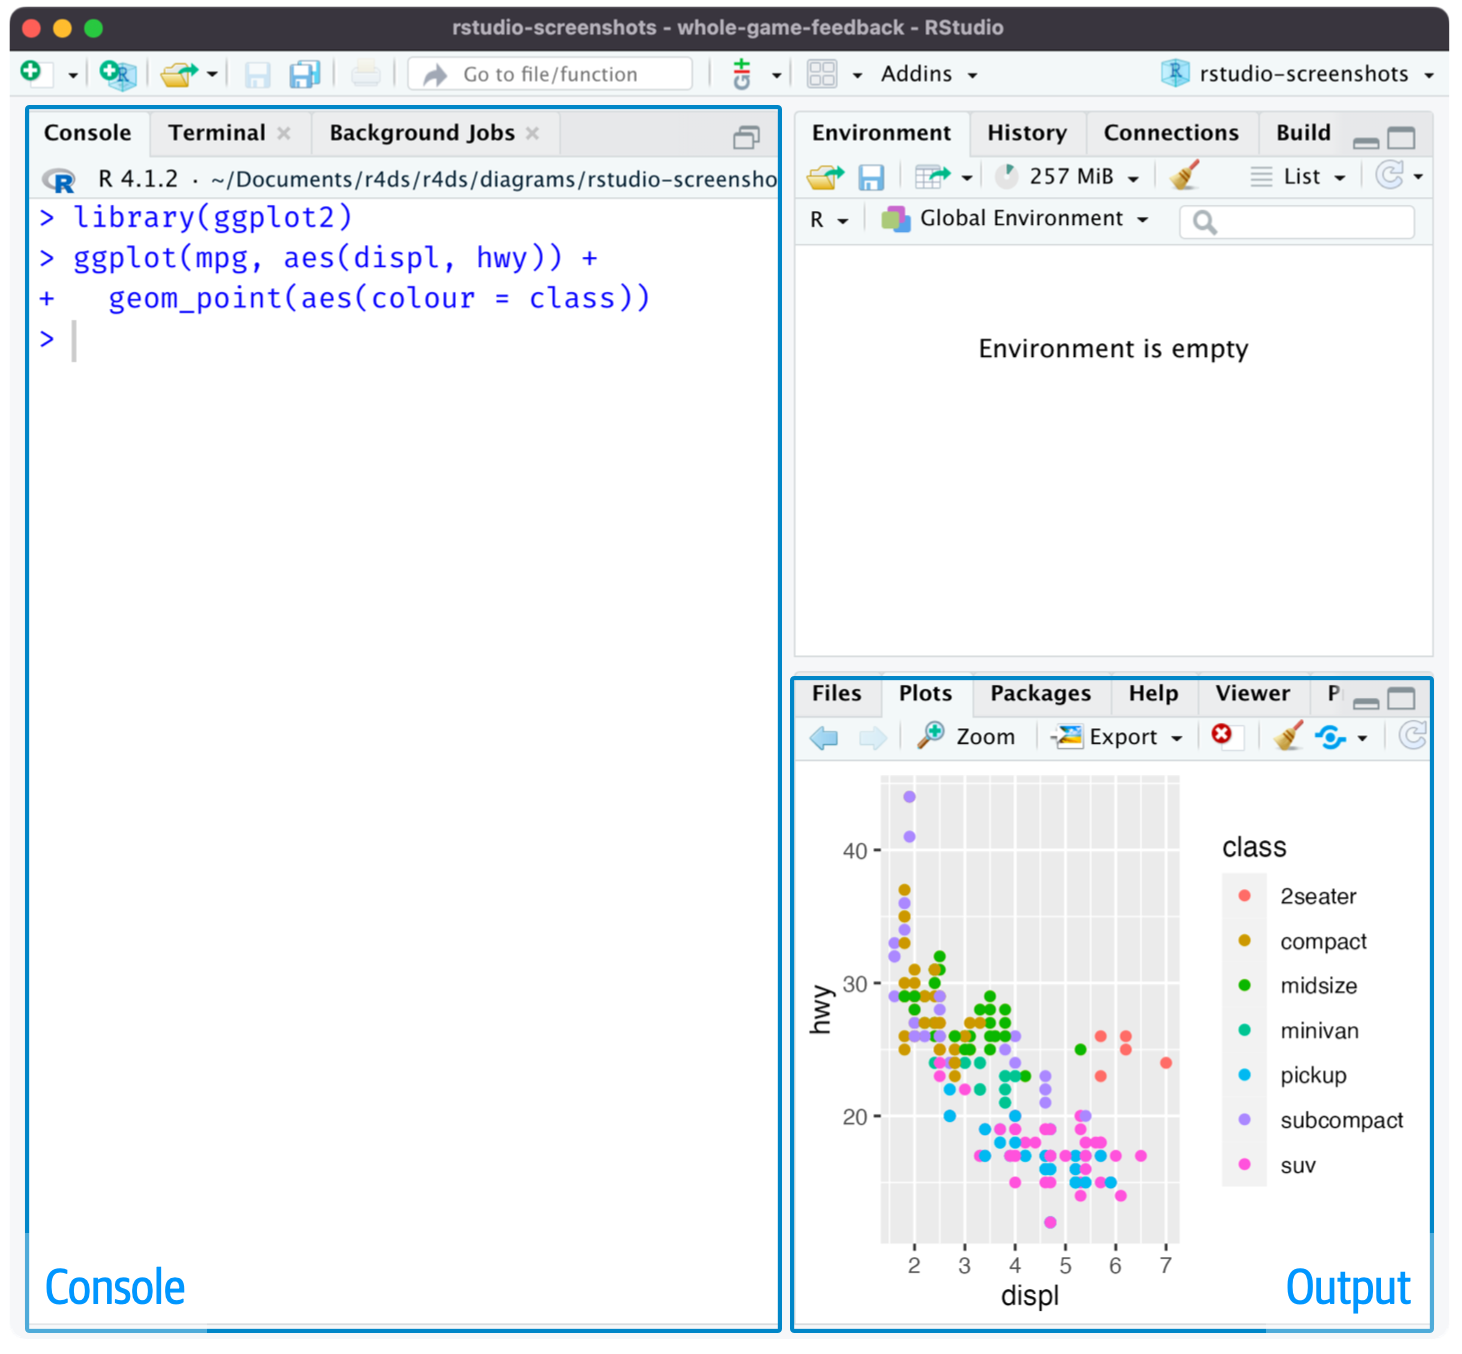 rstudio-screenshots - whole-game-feedback - RStudio
Go to file/function
Addins
rstudio-screenshots
Console Terminal Background Jobs
R 4.1.2 · ~/Documents/r4ds/r4ds/diagrams/rstudio-screensho
> library(ggplot2)
> ggplot(mpg, aes(displ, hwy)) +
+   geom_point(aes(colour = class))
>
Console
Environment History Connections Build
257 MiB List
R Global Environment
Environment is empty
Files Plots Packages Help Viewer P
Zoom Export
40
30
20
hwy
2 3 4 5 6 7
displ
class
2seater
compact
midsize
minivan
pickup
subcompact
suv
Output